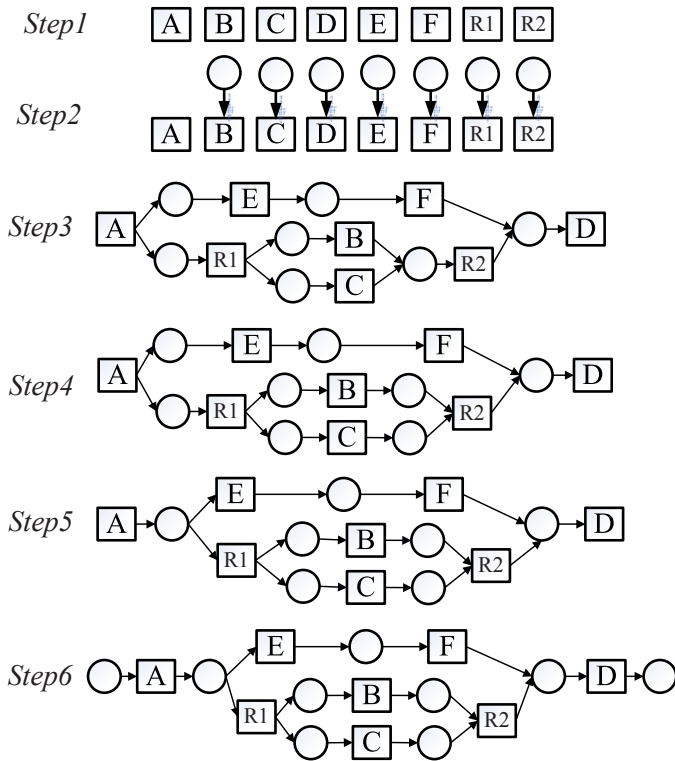 Step1 A B C D E F R1 R2
Step2 A B C D E F R1 R2
E F
Step3 A D
R1 B R2
C
E F
Step4 A D
R1 B R2
C
E F
Step5 A D
R1 B R2
C
E F
Step6 A D
R1 B R2
C